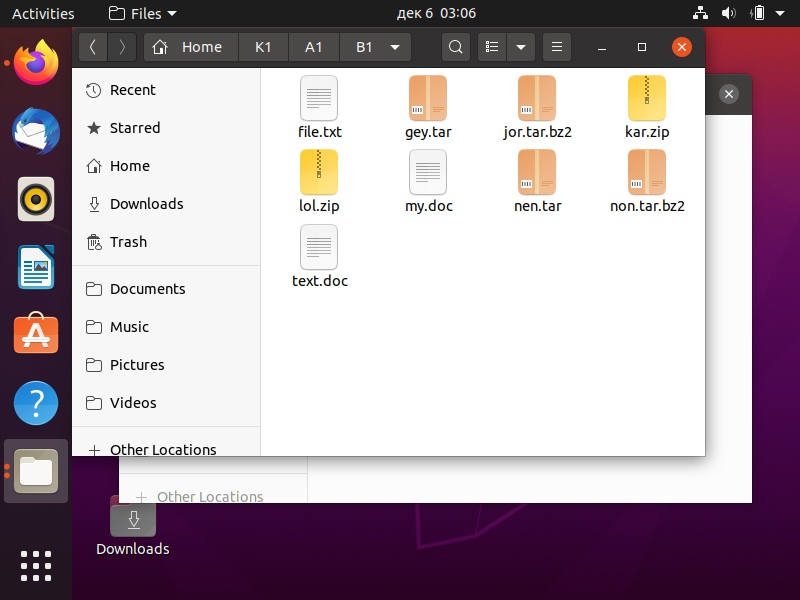 Activities Files дек 6 03:06
Home K1 A1 B1
Recent
Starred
Home
Downloads
Trash
Documents
Music
Pictures
Videos
Other Locations
file.txt gey.tar jor.tar.bz2 kar.zip
lol.zip my.doc nen.tar non.tar.bz2
text.doc
Other Locations
Downloads